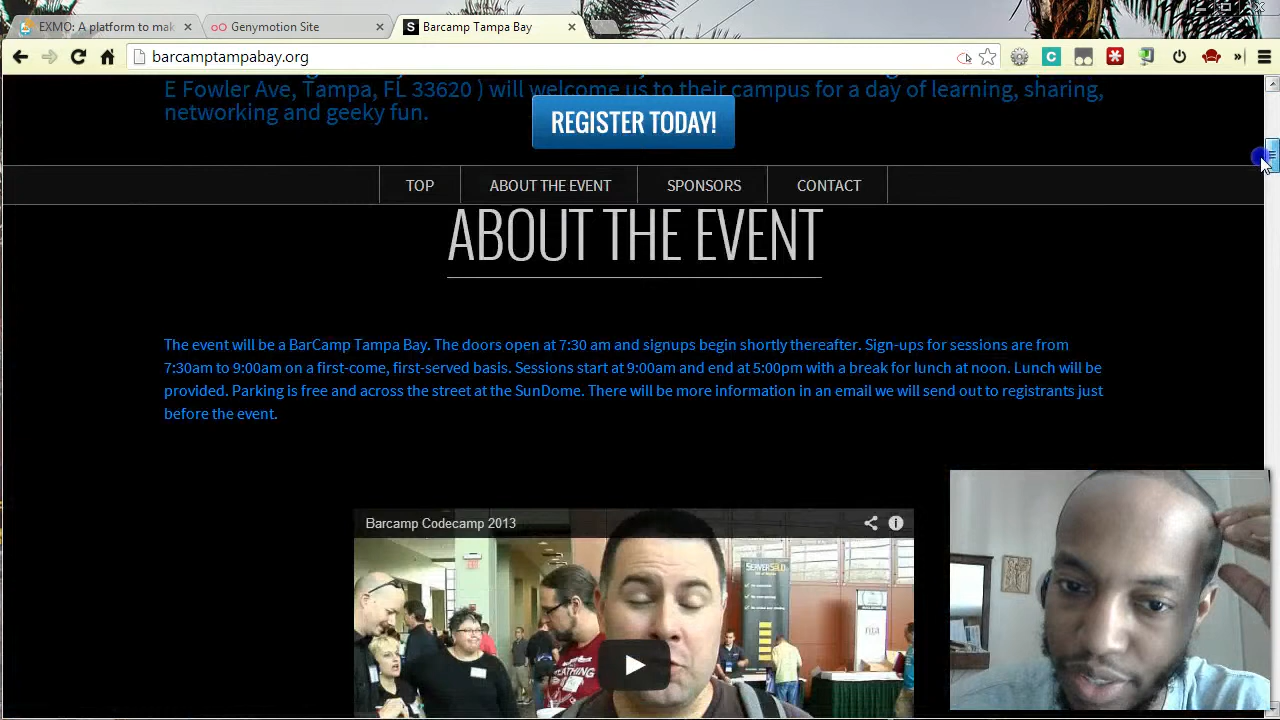 EXMO: A platform to mak
Genymotion Site
S Barcamp Tampa Bay
barcamptampabay.org
E Fowler Ave, Tampa, FL 33620 ) will welcome us to their campus for a day of learning, sharing,
networking and geeky fun.
REGISTER TODAY!
TOP
ABOUT THE EVENT
SPONSORS
CONTACT
ABOUT THE EVENT
The event will be a BarCamp Tampa Bay. The doors open at 7:30 am and signups begin shortly thereafter. Sign-ups for sessions are from
7:30am to 9:00am on a first-come, first-served basis. Sessions start at 9:00am and end at 5:00pm with a break for lunch at noon. Lunch will be
provided. Parking is free and across the street at the SunDome. There will be more information in an email we will send out to registrants just
before the event.
Barcamp Codecamp 2013